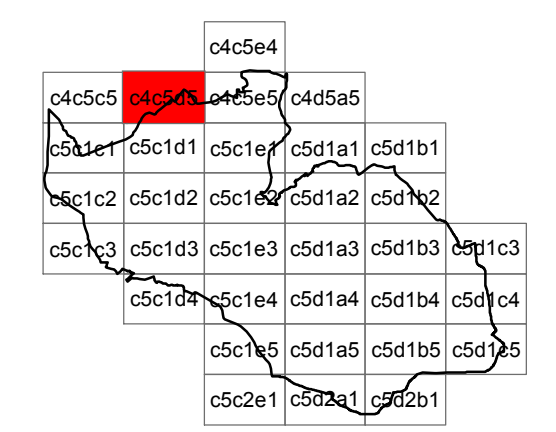 c4c5e4
c4c5c5 c4c5d5 c4c5e5 c4d5a5
c5c1c1 c5c1d1 c5c1e1 c5d1a1 c5d1b1
c5c1c2 c5c1d2 c5c1e2 c5d1a2 c5d1b2
c5c1c3 c5c1d3 c5c1e3 c5d1a3 c5d1b3 c5d1c3
c5c1d4 c5c1e4 c5d1a4 c5d1b4 c5d1c4
c5c1e5 c5d1a5 c5d1b5 c5d1c5
c5c2e1 c5d2a1 c5d2b1